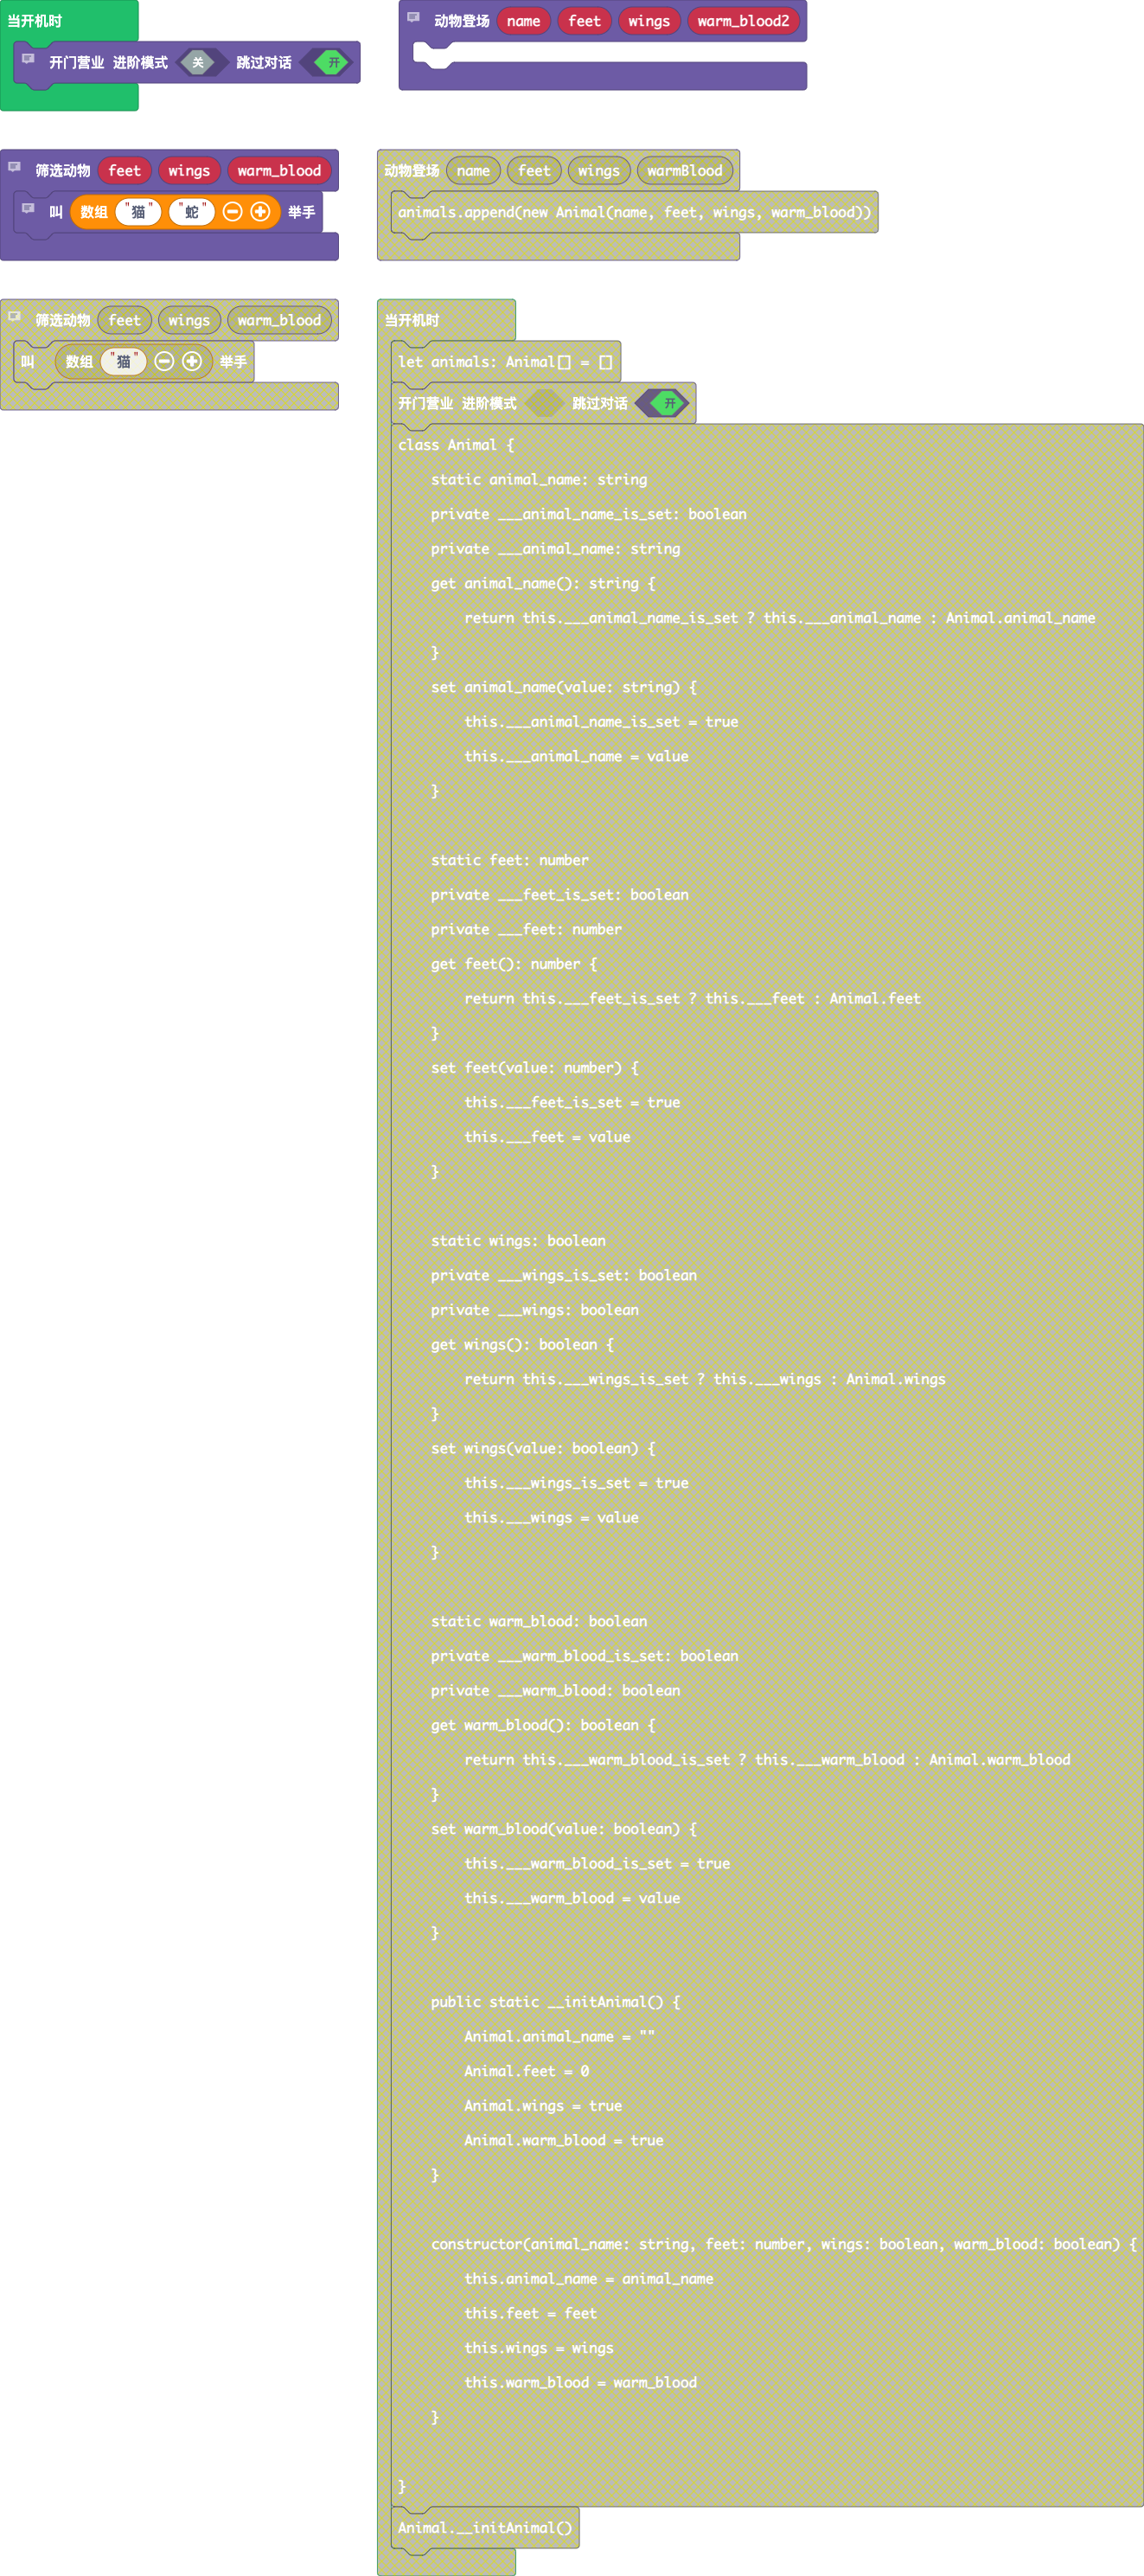 当开机时
开门营业 进阶模式 关 跳过对话 开
动物登场 name feet wings warm_blood2
筛选动物 feet wings warm_blood
叫 数组 "猫" "蛇" 举手
动物登场 name feet wings warmBlood
animals.append(new Animal(name, feet, wings, warm_blood))
筛选动物 feet wings warm_blood
叫 数组 "猫" 举手
当开机时
let animals: Animal[] = []
开门营业 进阶模式 跳过对话 开
class Animal {
static animal_name: string
private ___animal_name_is_set: boolean
private ___animal_name: string
get animal_name(): string {
return this.___animal_name_is_set ? this.___animal_name : Animal.animal_name
}
set animal_name(value: string) {
this.___animal_name_is_set = true
this.___animal_name = value
}
static feet: number
private ___feet_is_set: boolean
private ___feet: number
get feet(): number {
return this.___feet_is_set ? this.___feet : Animal.feet
}
set feet(value: number) {
this.___feet_is_set = true
this.___feet = value
}
static wings: boolean
private ___wings_is_set: boolean
private ___wings: boolean
get wings(): boolean {
return this.___wings_is_set ? this.___wings : Animal.wings
}
set wings(value: boolean) {
this.___wings_is_set = true
this.___wings = value
}
static warm_blood: boolean
private ___warm_blood_is_set: boolean
private ___warm_blood: boolean
get warm_blood(): boolean {
return this.___warm_blood_is_set ? this.___warm_blood : Animal.warm_blood
}
set warm_blood(value: boolean) {
this.___warm_blood_is_set = true
this.___warm_blood = value
}
public static __initAnimal() {
Animal.animal_name = ""
Animal.feet = 0
Animal.wings = true
Animal.warm_blood = true
}
constructor(animal_name: string, feet: number, wings: boolean, warm_blood: boolean) {
this.animal_name = animal_name
this.feet = feet
this.wings = wings
this.warm_blood = warm_blood
}
}
Animal.__initAnimal()